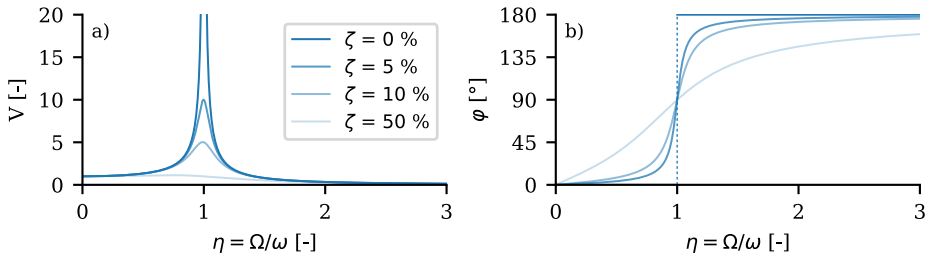 a)
V [-]
20
15
10
5
0
ζ = 0 %
ζ = 5 %
ζ = 10 %
ζ = 50 %
0 1 2 3
η = Ω/ω [-]
b)
φ [°]
180
135
90
45
0
0 1 2 3
η = Ω/ω [-]